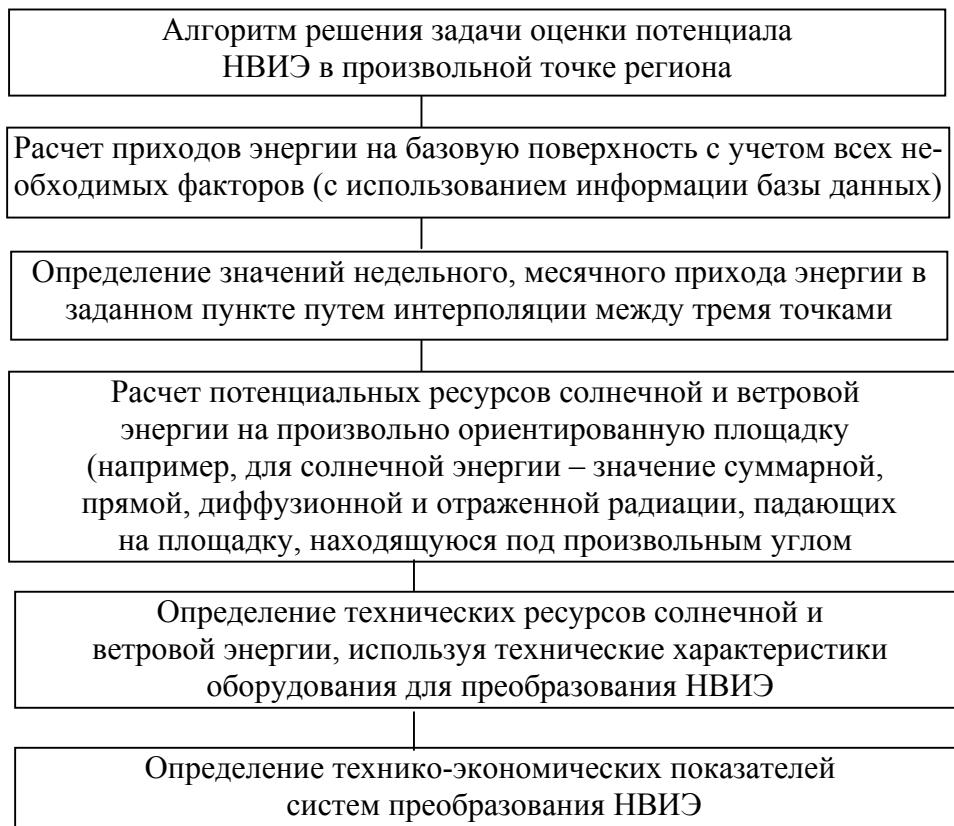 Алгоритм решения задачи оценки потенциала
НВИЭ в произвольной точке региона
Расчет приходов энергии на базовую поверхность с учетом всех не-
обходимых факторов (с использованием информации базы данных)
Определение значений недельного, месячного прихода энергии в
заданном пункте путем интерполяции между тремя точками
Расчет потенциальных ресурсов солнечной и ветровой
энергии на произвольно ориентированную площадку
(например, для солнечной энергии – значение суммарной,
прямой, диффузионной и отраженной радиации, падающих
на площадку, находящуюся под произвольным углом
Определение технических ресурсов солнечной и
ветровой энергии, используя технические характеристики
оборудования для преобразования НВИЭ
Определение технико-экономических показателей
систем преобразования НВИЭ